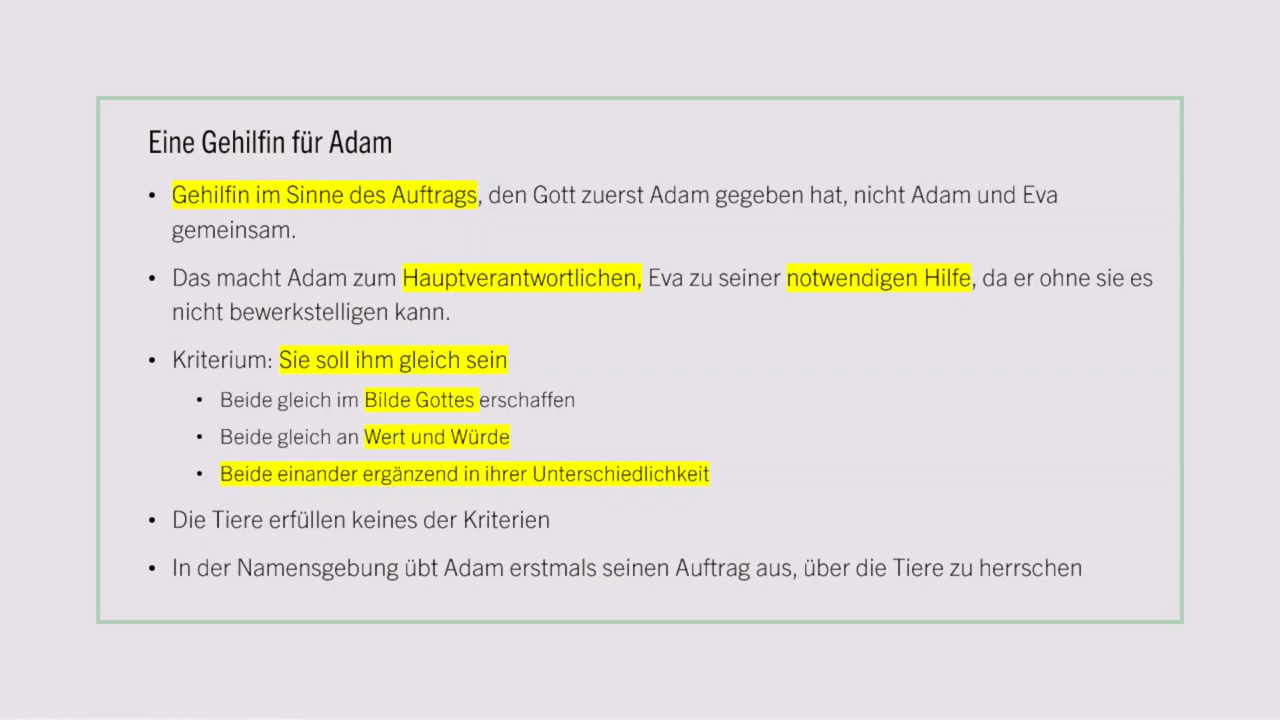 Eine Gehilfin für Adam
• Gehilfin im Sinne des Auftrags, den Gott zuerst Adam gegeben hat, nicht Adam und Eva
gemeinsam.
• Das macht Adam zum Hauptverantwortlichen, Eva zu seiner notwendigen Hilfe, da er ohne sie es
nicht bewerkstelligen kann.
• Kriterium: Sie soll ihm gleich sein
• Beide gleich im Bilde Gottes erschaffen
• Beide gleich an Wert und Würde
• Beide einander ergänzend in ihrer Unterschiedlichkeit
• Die Tiere erfüllen keines der Kriterien
• In der Namensgebung übt Adam erstmals seinen Auftrag aus, über die Tiere zu herrschen